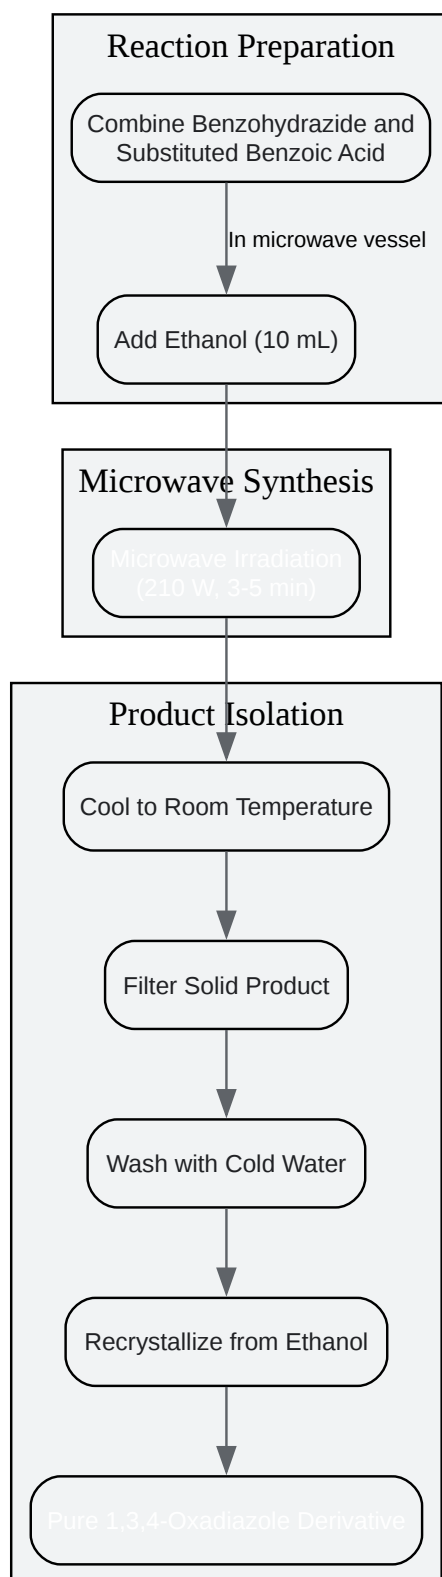 Reaction Preparation
Combine Benzohydrazide and
Substituted Benzoic Acid
In microwave vessel
Add Ethanol (10 mL)
Microwave Synthesis
Microwave Irradiation
(210 W, 3-5 min)
Product Isolation
Cool to Room Temperature
Filter Solid Product
Wash with Cold Water
Recrystallize from Ethanol
Pure 1,3,4-Oxadiazole Derivative